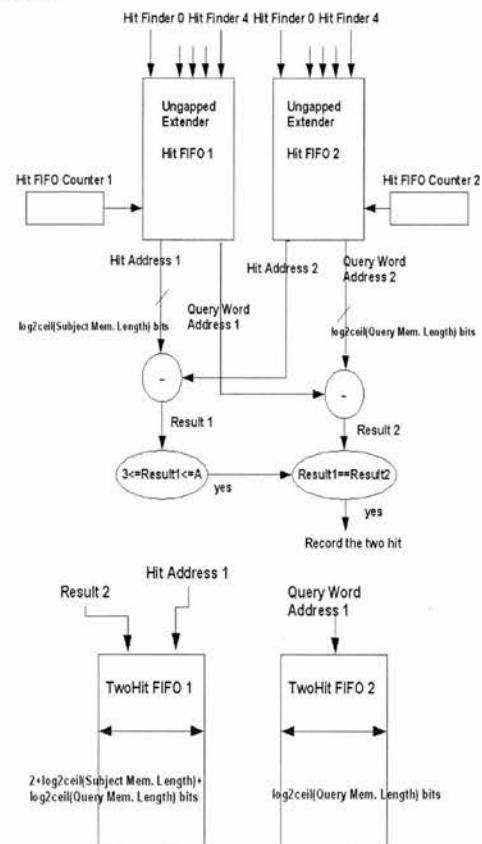 Hit Finder 0 Hit Finder 4 Hit Finder 0 Hit Finder 4
Ungapped
Extender
Hit FIFO 1
Ungapped
Extender
Hit FIFO 2
Hit FIFO Counter 1
Hit FIFO Counter 2
Hit Address 1
Hit Address 2
Query Word
Address 2
Query Word
Address 1
log2ceil(Subject Mem. Length) bits
log2ceil(Query Mem. Length) bits
-
-
Result 1
Result 2
3<=Result1<=A
yes
Result1==Result2
yes
Record the two hit
Hit Address 1
Result 2
Query Word
Address 1
TwoHit FIFO 1
TwoHit FIFO 2
2+log2ceil(Subject Mem. Length)+
log2ceil(Query Mem. Length) bits
log2ceil(Query Mem. Length) bits